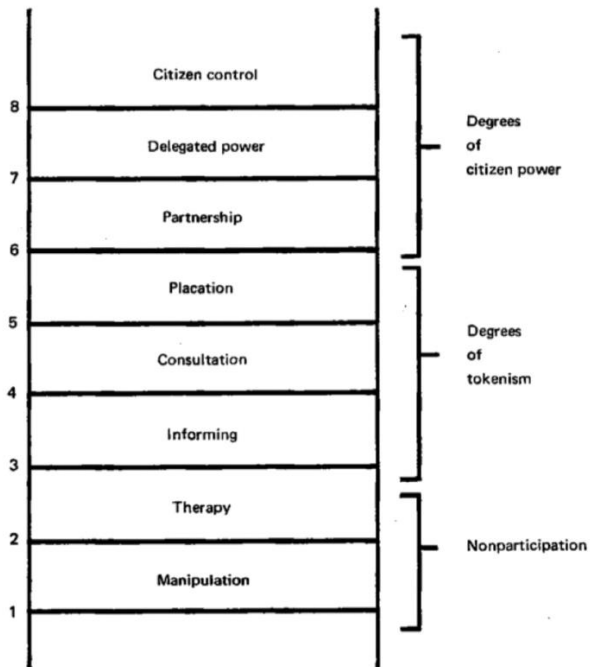 Citizen control
8
Delegated power
7
Partnership
6
Placation
5
Consultation
4
Informing
3
Therapy
2
Manipulation
1
Degrees
of
citizen power
Degrees
of
tokenism
Nonparticipation